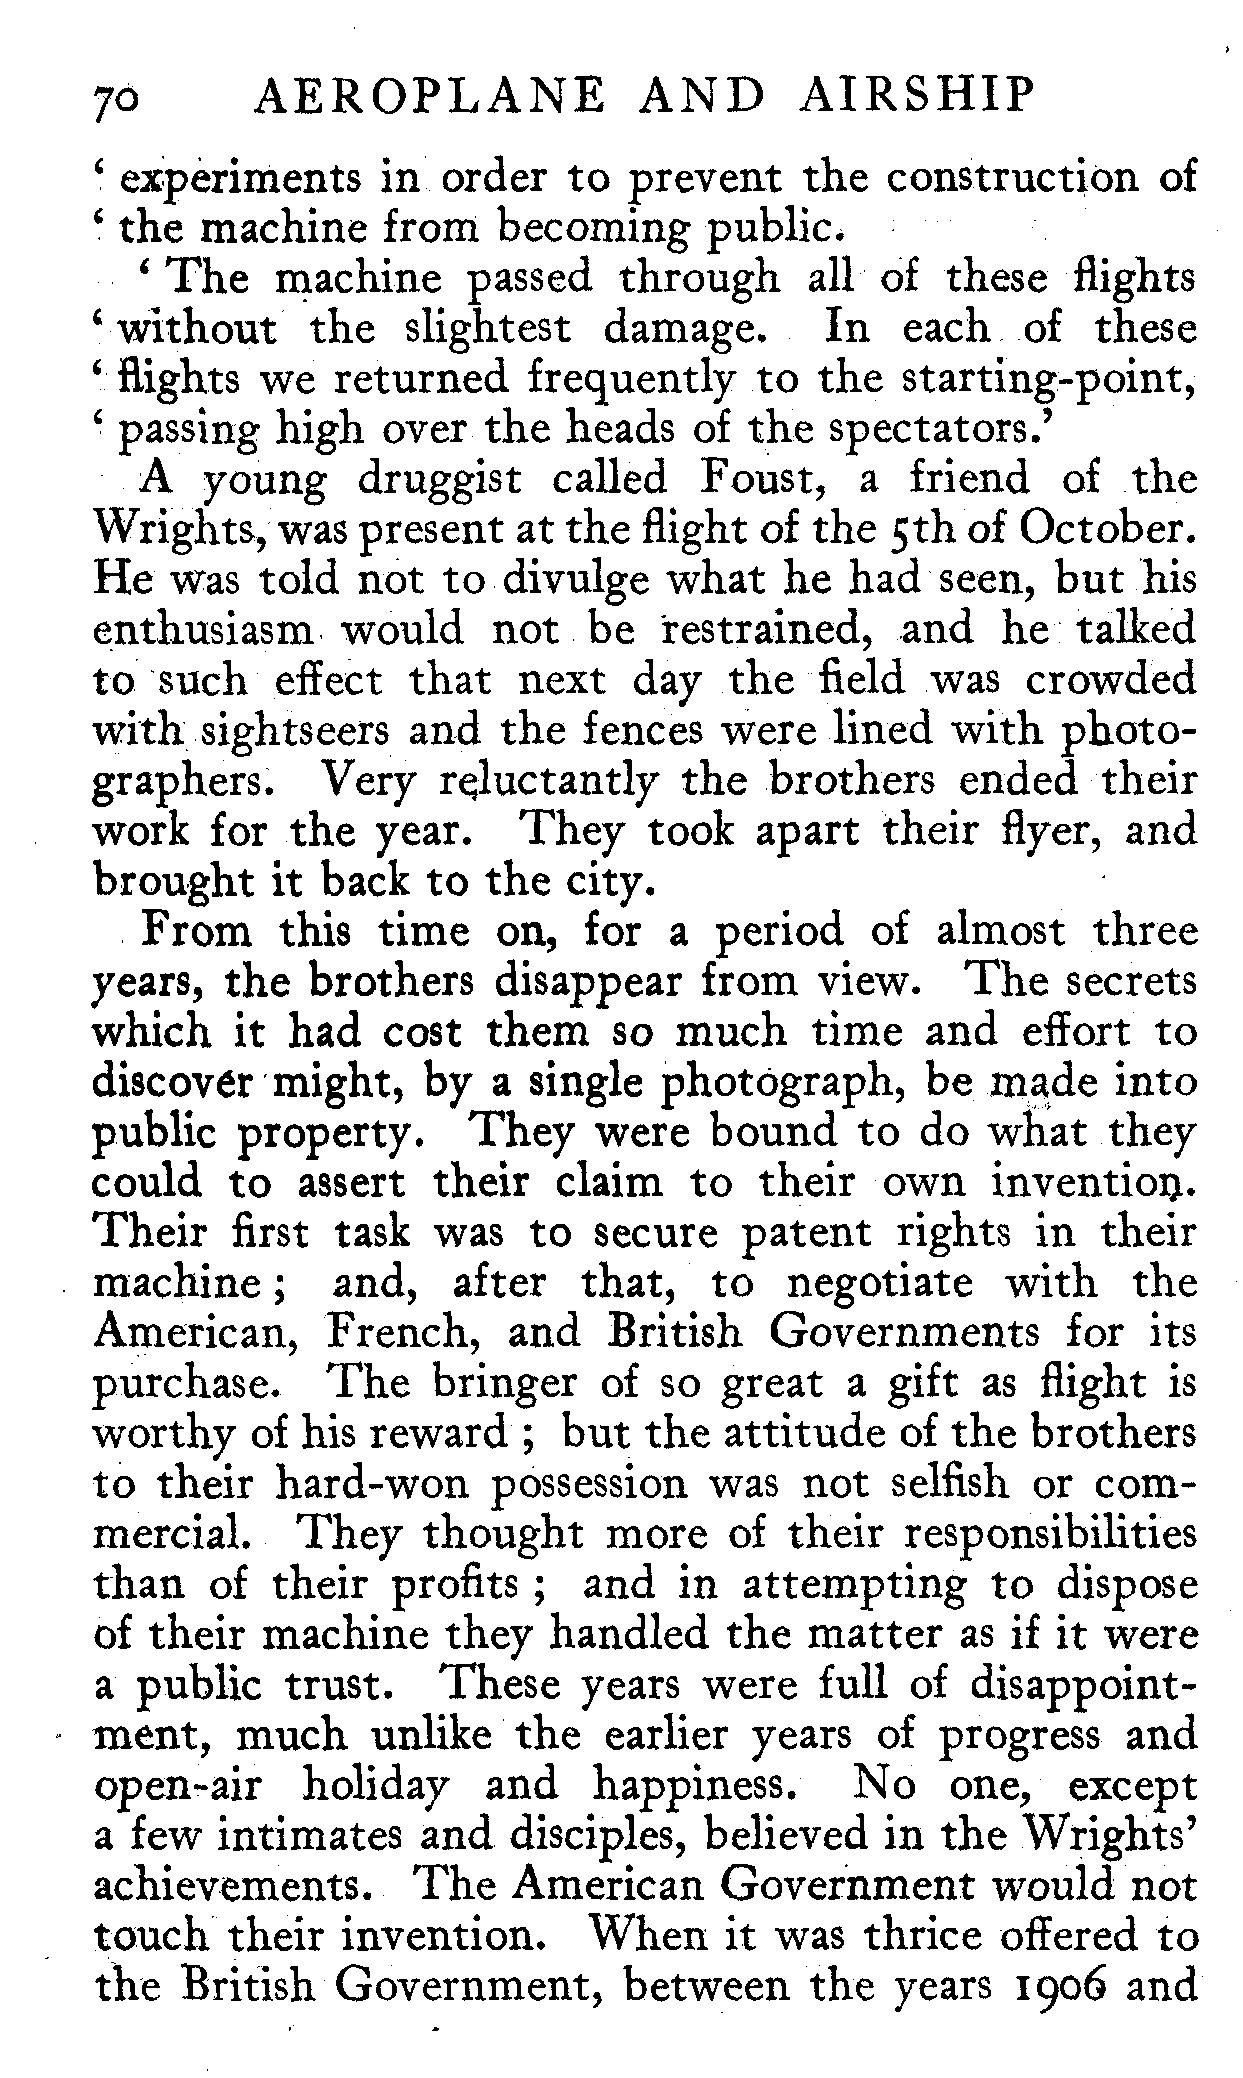 70 AEROPLANE AND AIRSHIP
‘ experiments in order to prevent the construction of
‘ the machine from becoming public.
‘ The machine passed through all of these flights
‘ without the slightest damage. In each of these
‘ flights we returned frequently to the starting-point,
‘ passing high over the heads of the spectators.’
A young druggist called Foust, a friend of the
Wrights, was present at the flight of the 5th of October.
He was told not to divulge what he had seen, but his
enthusiasm would not be restrained, and he talked
to such effect that next day the field was crowded
with sightseers and the fences were lined with photo-
graphers. Very reluctantly the brothers ended their
work for the year. They took apart their flyer, and
brought it back to the city.
From this time on, for a period of almost three
years, the brothers disappear from view. The secrets
which it had cost them so much time and effort to
discover might, by a single photograph, be made into
public property. They were bound to do what they
could to assert their claim to their own invention.
Their first task was to secure patent rights in their
machine ; and, after that, to negotiate with the
American, French, and British Governments for its
purchase. The bringer of so great a gift as flight is
worthy of his reward ; but the attitude of the brothers
to their hard-won possession was not selfish or com-
mercial. They thought more of their responsibilities
than of their profits ; and in attempting to dispose
of their machine they handled the matter as if it were
a public trust. These years were full of disappoint-
ment, much unlike the earlier years of progress and
open-air holiday and happiness. No one, except
a few intimates and disciples, believed in the Wrights’
achievements. The American Government would not
touch their invention. When it was thrice offered to
the British Government, between the years 1906 and